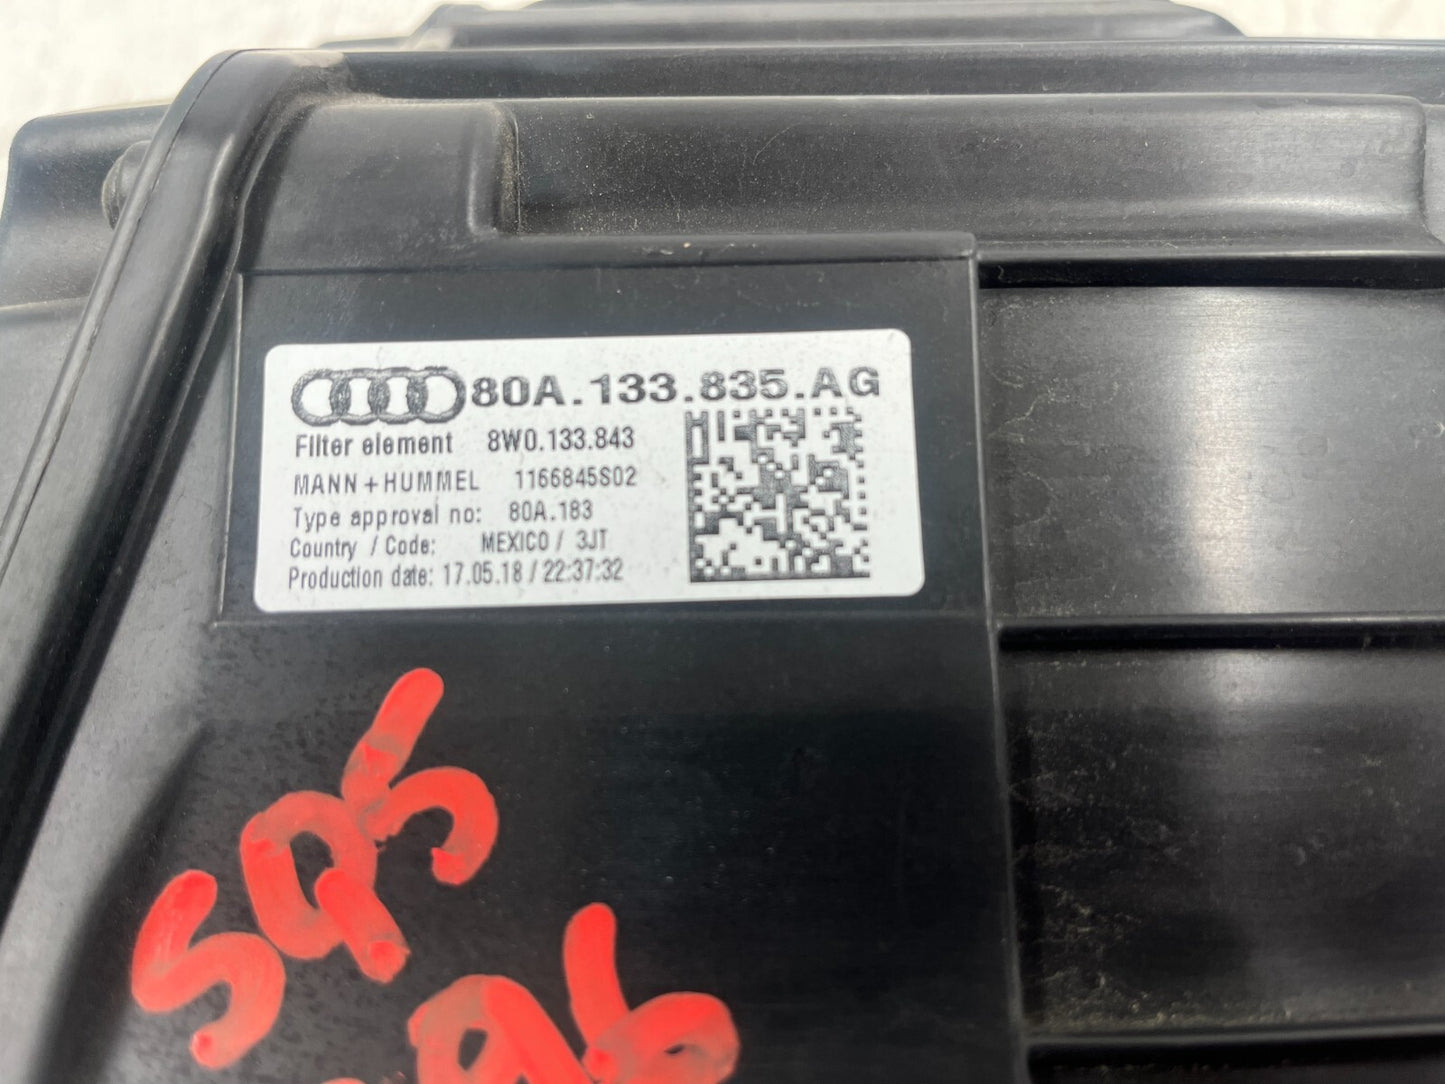 80A.133.835.AG
Filter element 8W0.133.843
MANN+HUMMEL 1166845S02
Type approval no: 80A.183
Country / Code: MEXICO / 3JT
Production date: 17.05.18 / 22:37:32
SQ5
96